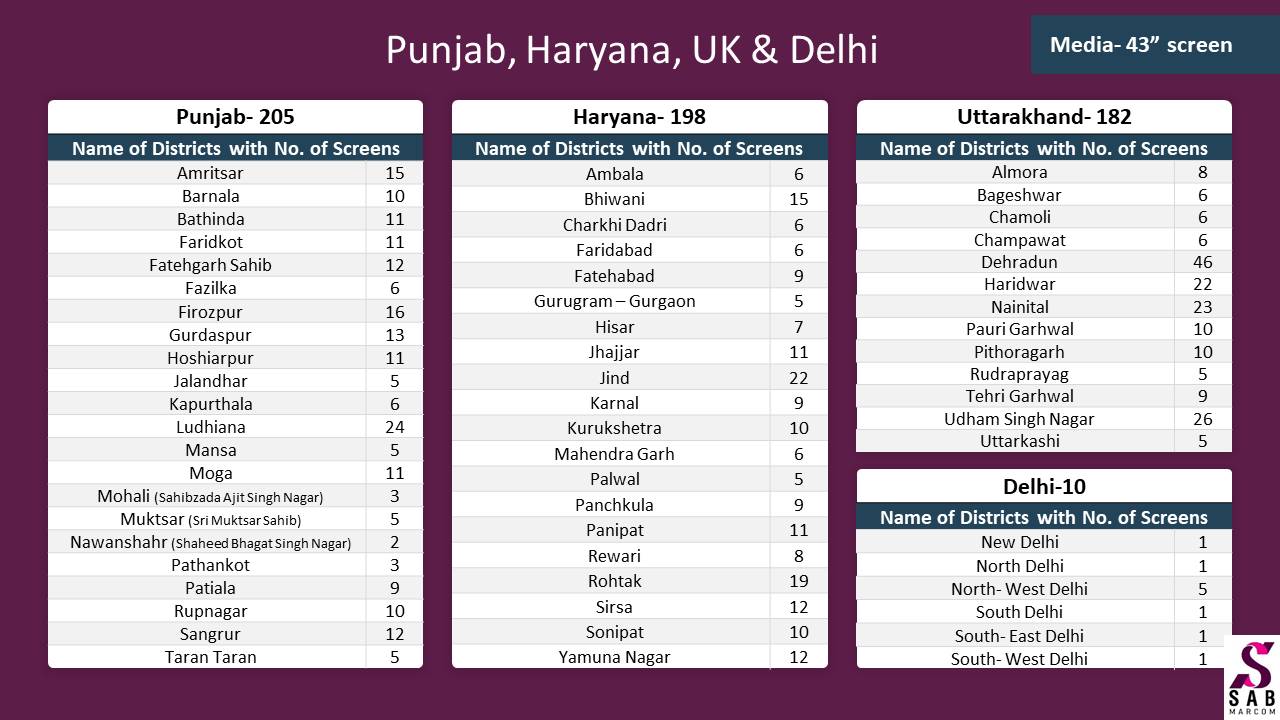 Punjab, Haryana, UK & Delhi
Media- 43” screen
Punjab- 205
Name of Districts with No. of Screens
Amritsar 15
Barnala 10
Bathinda 11
Faridkot 11
Fatehgarh Sahib 12
Fazilka 6
Firozpur 16
Gurdaspur 13
Hoshiarpur 11
Jalandhar 5
Kapurthala 6
Ludhiana 24
Mansa 5
Moga 11
Mohali (Sahibzada Ajit Singh Nagar) 3
Muktsar (Sri Muktsar Sahib) 5
Nawanshahr (Shaheed Bhagat Singh Nagar) 2
Pathankot 3
Patiala 9
Rupnagar 10
Sangrur 12
Taran Taran 5
Haryana- 198
Name of Districts with No. of Screens
Ambala 6
Bhiwani 15
Charkhi Dadri 6
Faridabad 6
Fatehabad 9
Gurugram – Gurgaon 5
Hisar 7
Jhajjar 11
Jind 22
Karnal 9
Kurukshetra 10
Mahendra Garh 6
Palwal 5
Panchkula 9
Panipat 11
Rewari 8
Rohtak 19
Sirsa 12
Sonipat 10
Yamuna Nagar 12
Uttarakhand- 182
Name of Districts with No. of Screens
Almora 8
Bageshwar 6
Chamoli 6
Champawat 6
Dehradun 46
Haridwar 22
Nainital 23
Pauri Garhwal 10
Pithoragarh 10
Rudraprayag 5
Tehri Garhwal 9
Udham Singh Nagar 26
Uttarkashi 5
Delhi-10
Name of Districts with No. of Screens
New Delhi 1
North Delhi 1
North- West Delhi 5
South Delhi 1
South- East Delhi 1
South- West Delhi 1
S
SAB
MARCOM